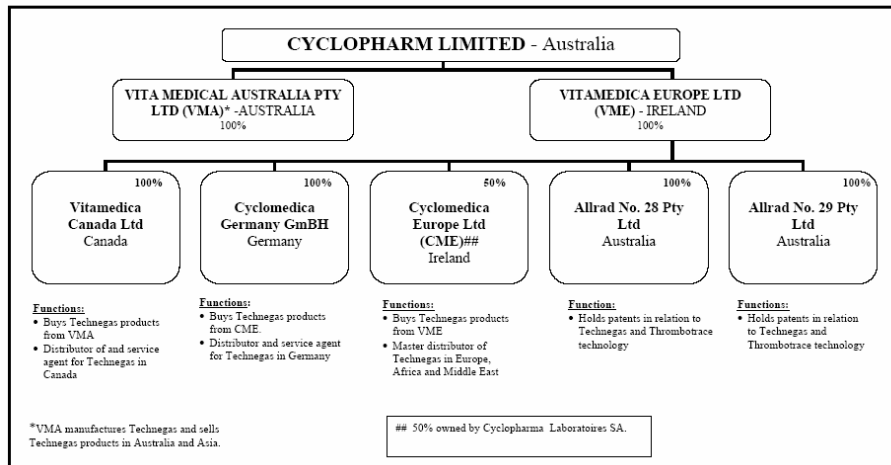 CYCLOPHARM LIMITED - Australia
VITA MEDICAL AUSTRALIA PTY
LTD (VMA)* -AUSTRALIA
100%
VITAMEDICA EUROPE LTD
(VME) - IRELAND
100%
100%
Vitamedica
Canada Ltd
Canada
100%
Cyclomedica
Germany GmBH
Germany
50%
Cyclomedica
Europe Ltd
(CME)##
Ireland
100%
Allrad No. 28 Pty
Ltd
Australia
100%
Allrad No. 29 Pty
Ltd
Australia
Functions:
• Buys Technegas products
from VMA
• Distributor of and service
agent for Technegas in
Canada
Functions:
• Buys Technegas products
from CME.
• Distributor and service agent
for Technegas in Germany
Functions:
• Buys Technegas products
from VME
• Master distributor of
Technegas in Europe,
Africa and Middle East
Functions:
• Holds patents in relation to
Technegas and Thrombotrace
technology
Functions:
• Holds patents in relation
to Technegas and
Thrombotrace technology
*VMA manufactures Technegas and sells
Technegas products in Australia and Asia.
## 50% owned by Cyclopharma Laboratoires SA.